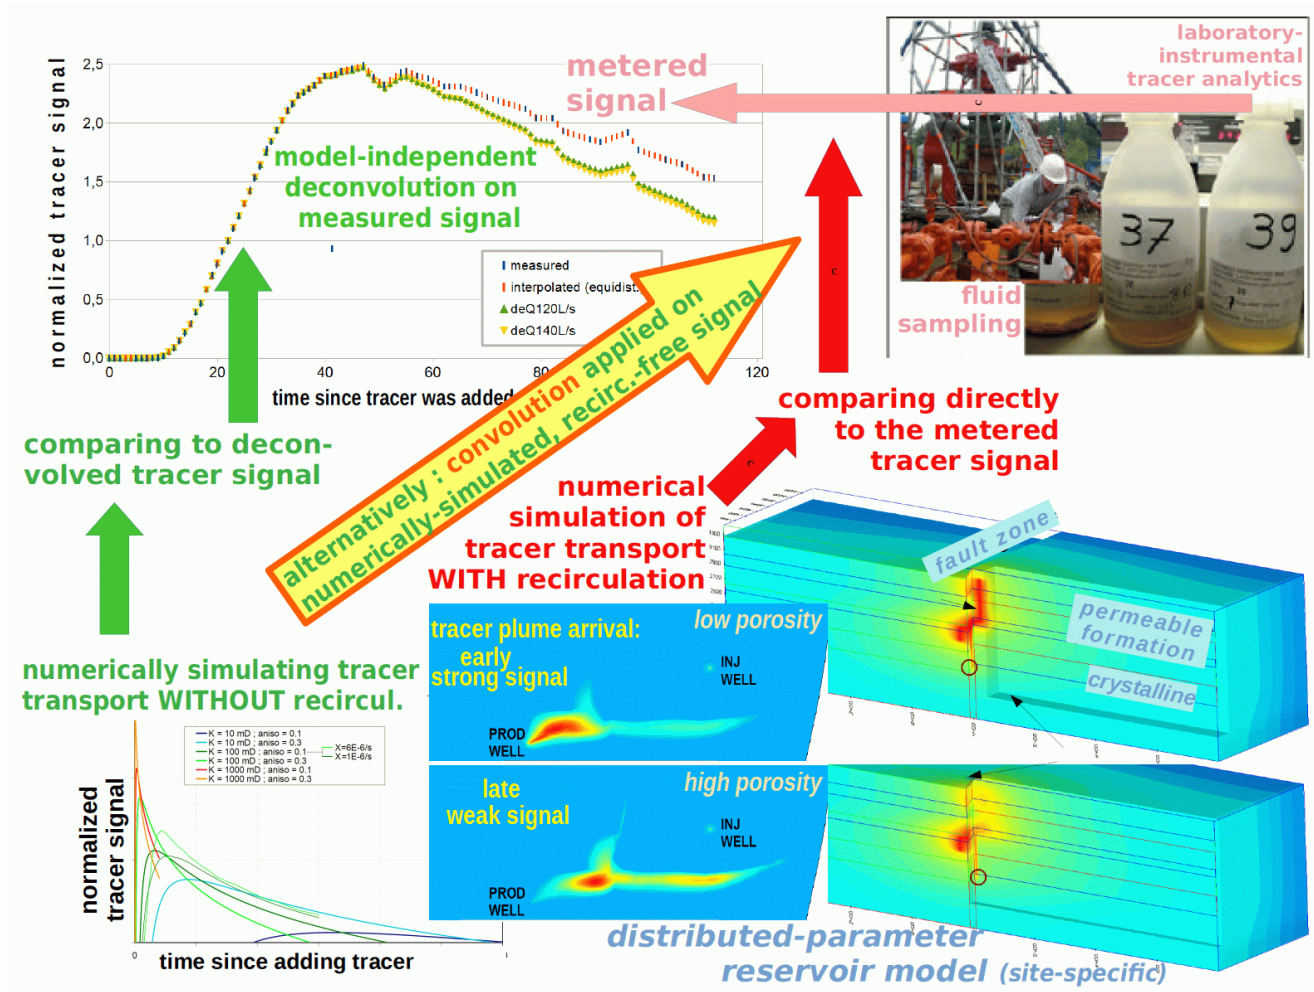 normalized tracer signal
2,5
2,0
1,5
1,0
0,5
0,0
0
20
40
60
120
time since tracer was added
model-independent
deconvolution on
measured signal
measured
interpolated (equidist.
deQ120L/s
deQ140L/s
metered
signal
laboratory-
instrumental
tracer analytics
c
37
39
fluid
sampling
alternatively : convolution applied on
numerically-simulated, recirc.-free signal
c
comparing directly
to the metered
tracer signal
c
comparing to decon-
volved tracer signal
numerical
simulation of
tracer transport
WITH recirculation
numerically simulating tracer
transport WITHOUT recircul.
fault zone
permeable
formation
crystalline
tracer plume arrival:
early
strong signal
low porosity
INJ
WELL
PROD
WELL
late
weak signal
high porosity
INJ
WELL
PROD
WELL
K = 10 mD ; aniso = 0.1
K = 10 mD ; aniso = 0.3
K = 100 mD ; aniso = 0.1
K = 100 mD ; aniso = 0.3
K = 1000 mD ; aniso = 0.1
K = 1000 mD ; aniso = 0.3
X=6E-6/s
X=1E-6/s
normalized
tracer signal
0
time since adding tracer
distributed-parameter
reservoir model (site-specific)